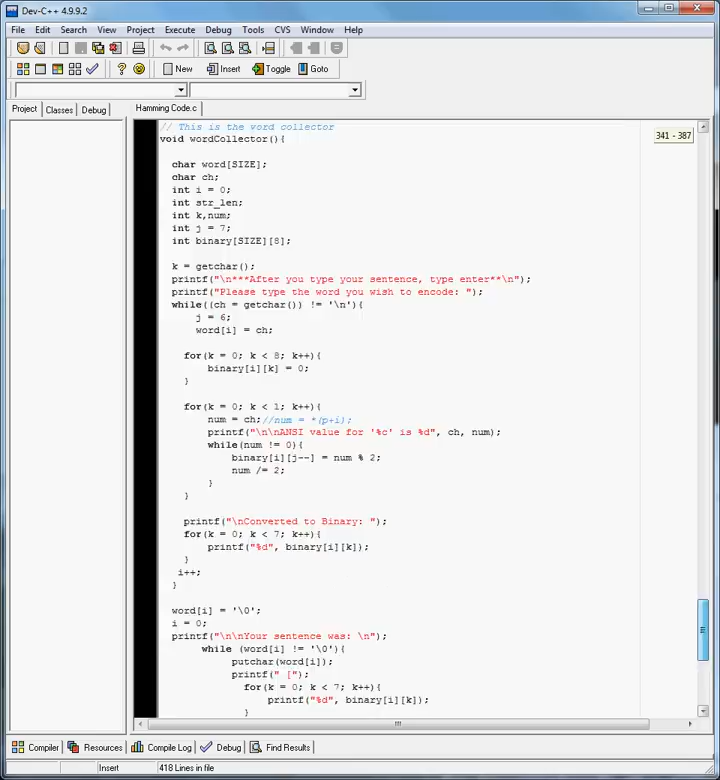 Dev-C++ 4.9.9.2
File Edit Search View Project Execute Debug Tools CVS Window Help
New Insert Toggle Goto
Project Classes Debug Hamming Code.c
341 - 387
// This is the word collector
void wordCollector(){
char word[SIZE];
char ch;
int i = 0;
int str_len;
int k,num;
int j = 7;
int binary[SIZE][8];
k = getchar();
printf("\n***After you type your sentence, type enter**\n");
printf("Please type the word you wish to encode: ");
while((ch = getchar()) != '\n'){
j = 6;
word[i] = ch;
for(k = 0; k < 8; k++){
binary[i][k] = 0;
}
for(k = 0; k < 1; k++){
num = ch;//num = *(p+i);
printf("\n\nANSI value for '%c' is %d", ch, num);
while(num != 0){
binary[i][j--] = num % 2;
num /= 2;
}
}
printf("\nConverted to Binary: ");
for(k = 0; k < 7; k++){
printf("%d", binary[i][k]);
}
i++;
}
word[i] = '\0';
i = 0;
printf("\n\nYour sentence was: \n");
while (word[i] != '\0'){
putchar(word[i]);
printf(" [");
for(k = 0; k < 7; k++){
printf("%d", binary[i][k]);
}
Compiler Resources Compile Log Debug Find Results
Insert 418 Lines in file